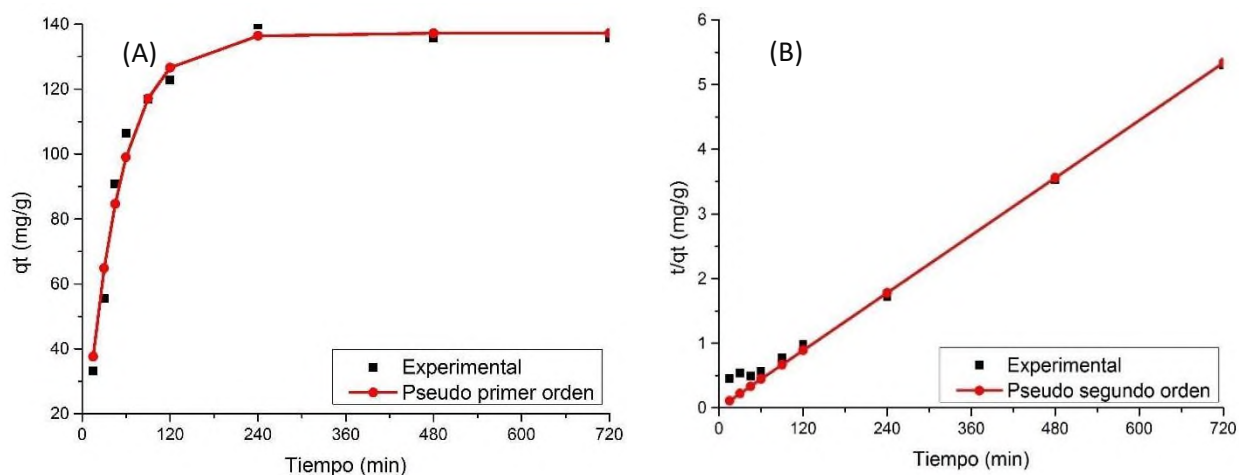 (A)
qt (mg/g)
140
120
100
80
60
40
20
0 120 240 360 480 600 720
Tiempo (min)
Experimental
Pseudo primer orden
(B)
t/qt (mg/g)
6
5
4
3
2
1
0
0 120 240 360 480 600 720
Tiempo (min)
Experimental
Pseudo segundo orden